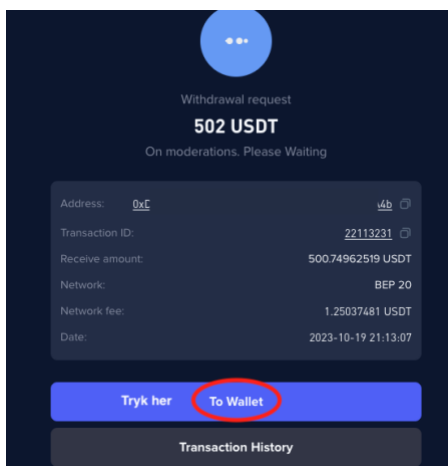 Withdrawal request
502 USDT
On moderations. Please Waiting
Address: 0xC 4b
Transaction ID: 22113231
Receive amount: 500.74962519 USDT
Network: BEP 20
Network fee: 1.25037481 USDT
Date: 2023-10-19 21:13:07
Tryk her To Wallet
Transaction History